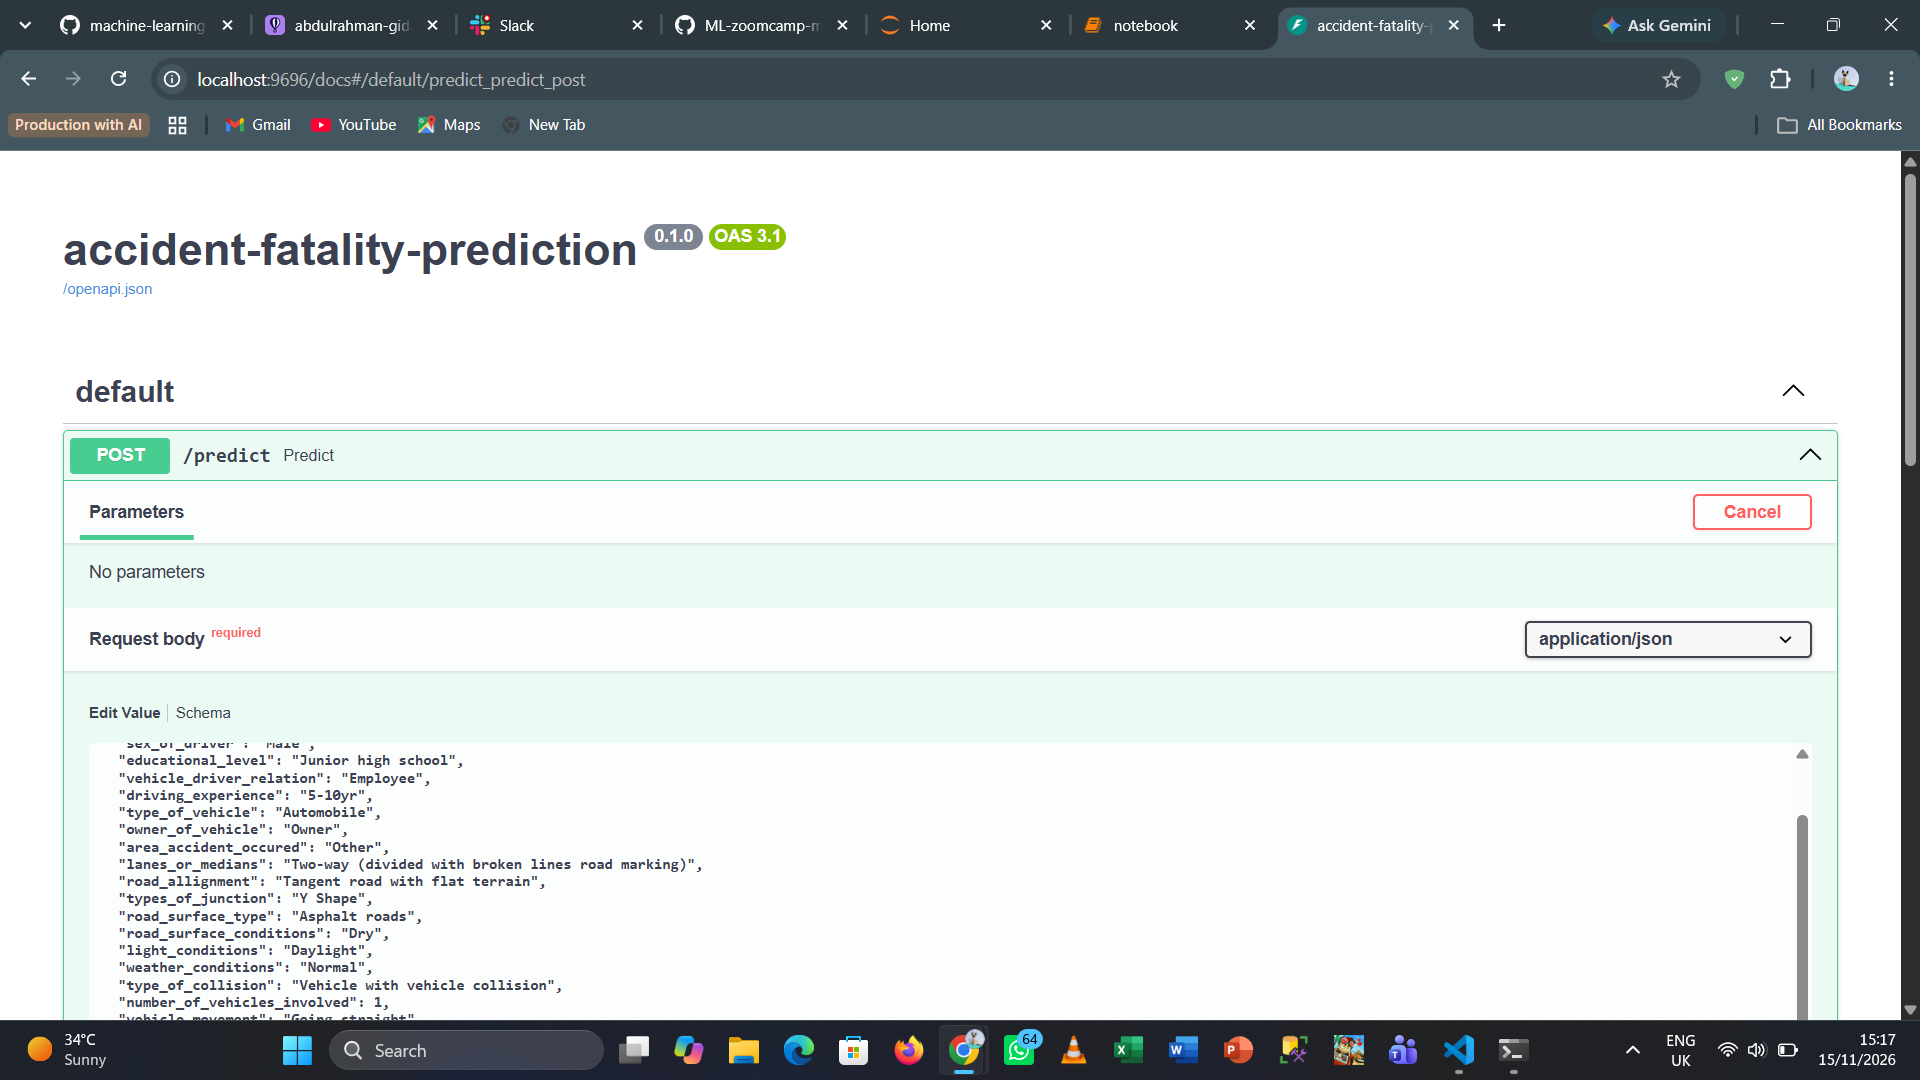 machine-learning
abdulrahman-gid
Slack
ML-zoomcamp-m
Home
notebook
accident-fatality-p
Ask Gemini
localhost:9696/docs#/default/predict_predict_post
Production with AI
Gmail
YouTube
Maps
New Tab
All Bookmarks
accident-fatality-prediction 0.1.0 OAS 3.1
/openapi.json
default
POST /predict Predict
Parameters
Cancel
No parameters
Request body required
application/json
Edit Value Schema
"sex_of_driver": "Male",
"educational_level": "Junior high school",
"vehicle_driver_relation": "Employee",
"driving_experience": "5-10yr",
"type_of_vehicle": "Automobile",
"owner_of_vehicle": "Owner",
"area_accident_occured": "Other",
"lanes_or_medians": "Two-way (divided with broken lines road marking)",
"road_allignment": "Tangent road with flat terrain",
"types_of_junction": "Y Shape",
"road_surface_type": "Asphalt roads",
"road_surface_conditions": "Dry",
"light_conditions": "Daylight",
"weather_conditions": "Normal",
"type_of_collision": "Vehicle with vehicle collision",
"number_of_vehicles_involved": 1,
"vehicle_movement": "Going straight"
34°C
Sunny
Search
64
ENG
UK
15:17
15/11/2026